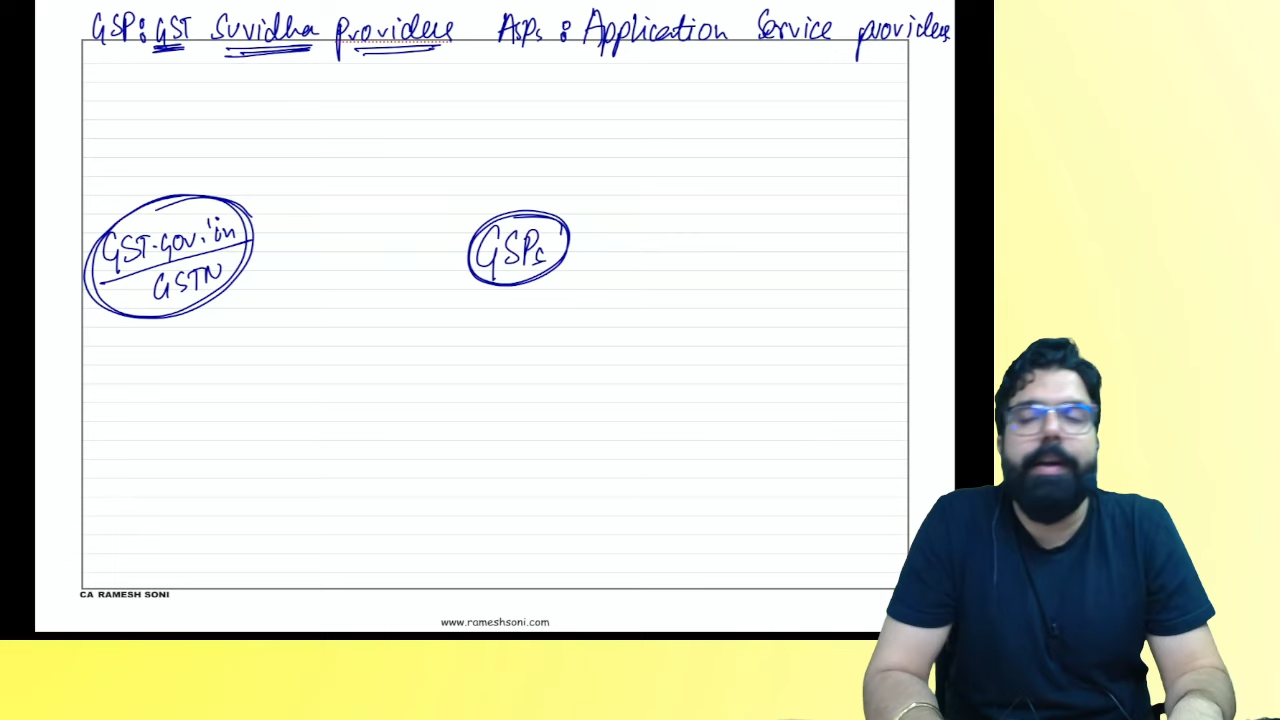 GSP: GST Suvidha providers ASPs : Application Service providers
GST.gov.in
GSTN
GSPs
CA RAMESH SONI
www.rameshsoni.com